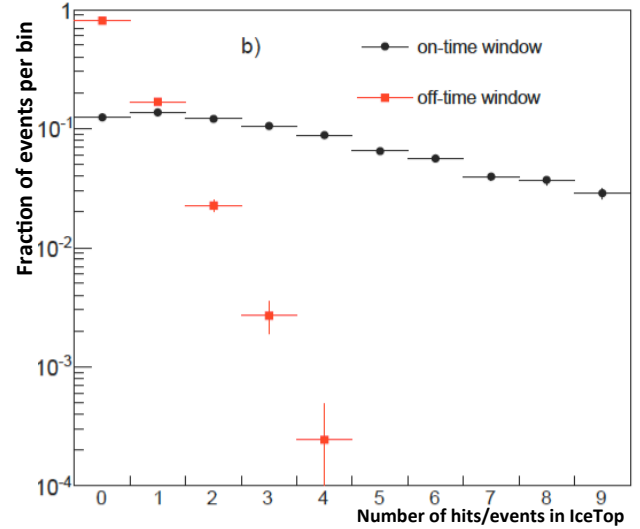 1
b)
on-time window
off-time window
10^-1
10^-2
10^-3
10^-4
Fraction of events per bin
0 1 2 3 4 5 6 7 8 9
Number of hits/events in IceTop